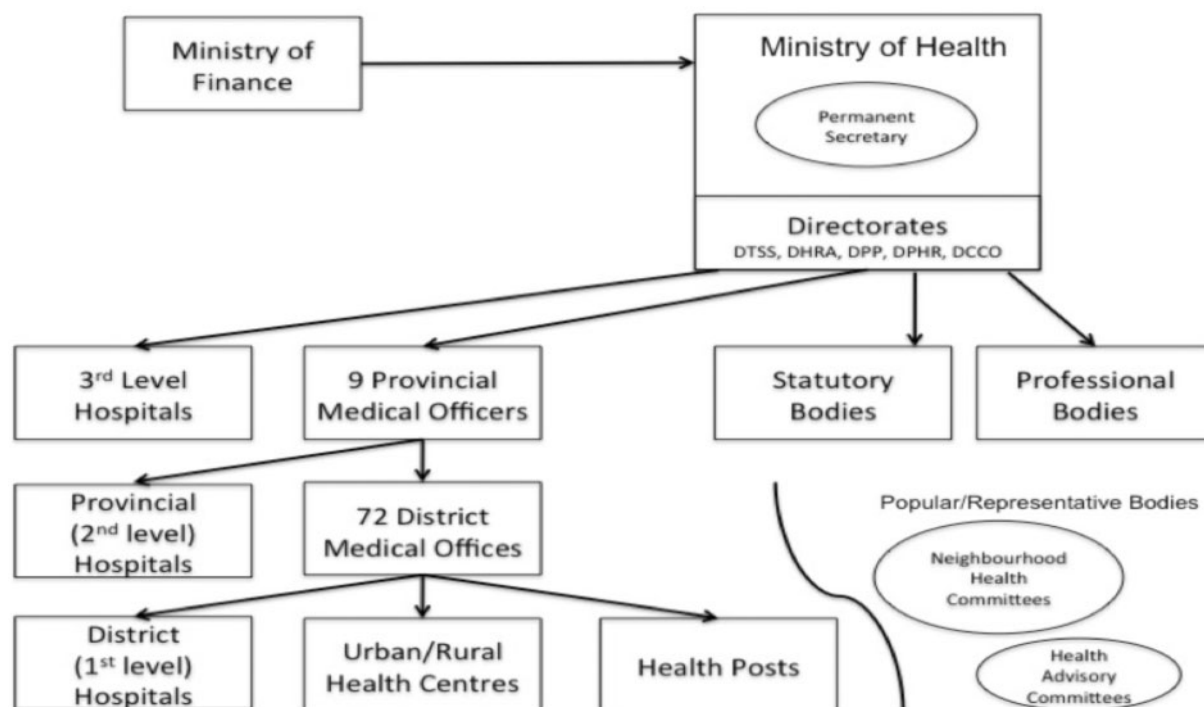 Ministry of
Finance
Ministry of Health
Permanent
Secretary
Directorates
DTSS, DHRA, DPP, DPHR, DCCO
3rd Level
Hospitals
9 Provincial
Medical Officers
Statutory
Bodies
Professional
Bodies
Provincial
(2nd level)
Hospitals
72 District
Medical Offices
Popular/Representative Bodies
Neighbourhood
Health
Committees
District
(1st level)
Hospitals
Urban/Rural
Health Centres
Health Posts
Health
Advisory
Committees